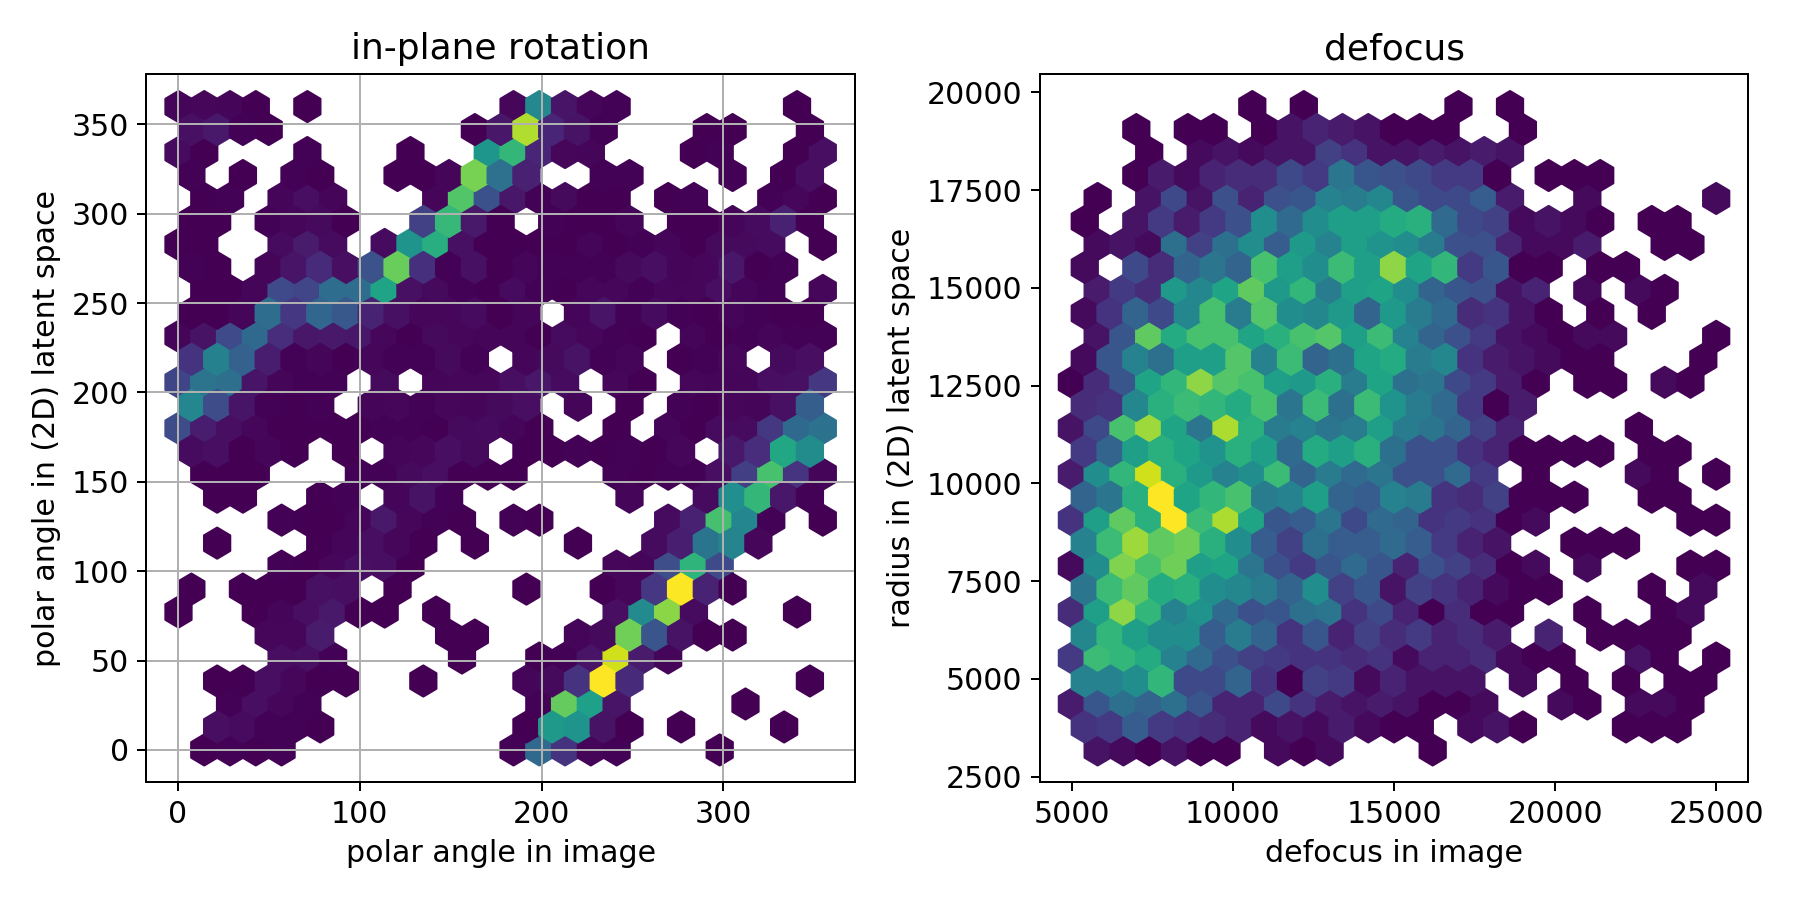 in-plane rotation
polar angle in (2D) latent space
350
300
250
200
150
100
50
0
0 100 200 300
polar angle in image
defocus
radius in (2D) latent space
20000
17500
15000
12500
10000
7500
5000
2500
5000 10000 15000 20000 25000
defocus in image